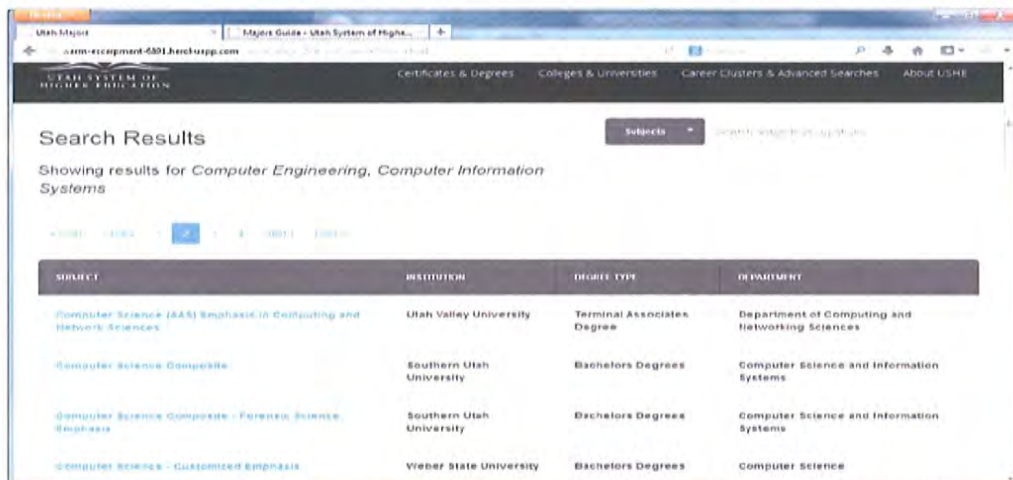 Utah Majors
Majors Guide - Utah System of Highe...
UTAH SYSTEM OF
HIGHER EDUCATION
Certificates & Degrees Colleges & Universities Career Clusters & Advanced Searches About USHE
Search Results
Subjects
Showing results for Computer Engineering, Computer Information
Systems
2
SUBJECT INSTITUTION DEGREE TYPE DEPARTMENT
Computer Science (AAS) Emphasis in Computing and
Network Sciences
Utah Valley University
Terminal Associates
Degree
Department of Computing and
Networking Sciences
Computer Science Composite
Southern Utah
University
Bachelors Degrees
Computer Science and Information
Systems
Computer Science Composite - Forensic Science
Emphasis
Southern Utah
University
Bachelors Degrees
Computer Science and Information
Systems
Computer Science - Customized Emphasis
Weber State University
Bachelors Degrees
Computer Science